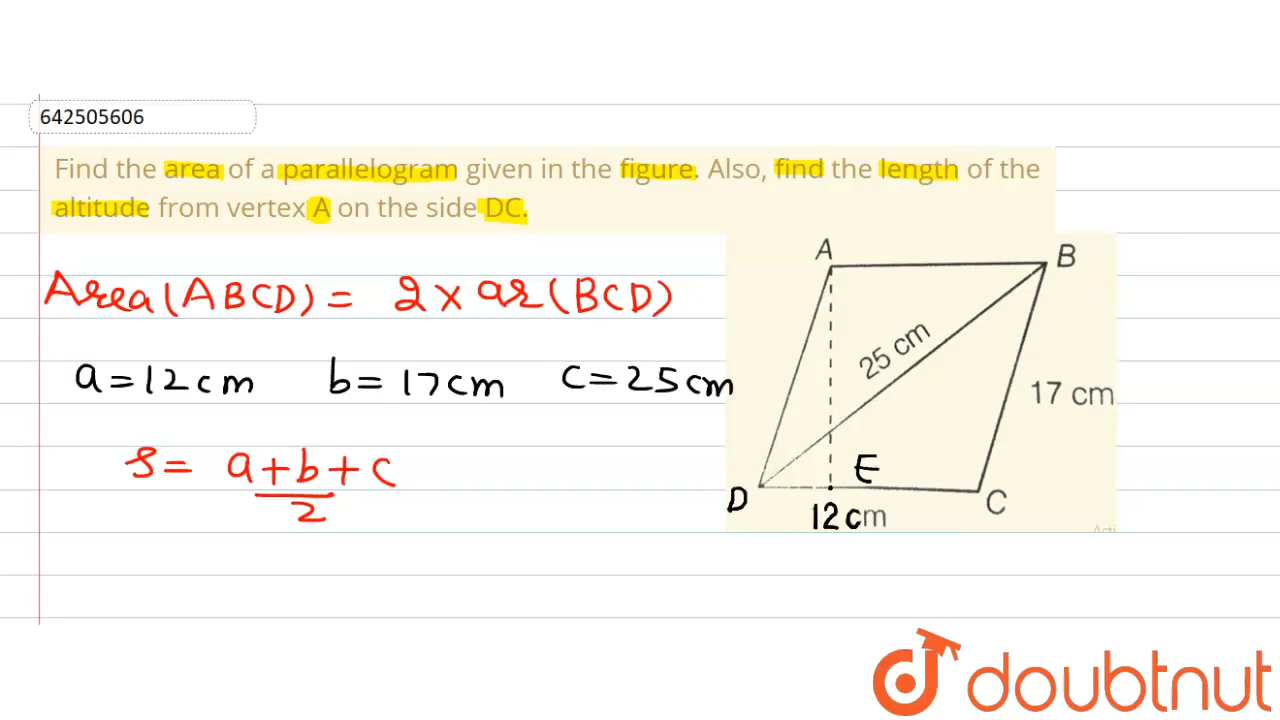 642505606
Find the area of a parallelogram given in the figure. Also, find the length of the
altitude from vertex A on the side DC.
Area(ABCD) = 2 × ar(BCD)
a = 12 cm b = 17 cm c = 25 cm
S = a + b + c
2
A
B
25 cm
17 cm
E
D
C
12 cm
doubtnut